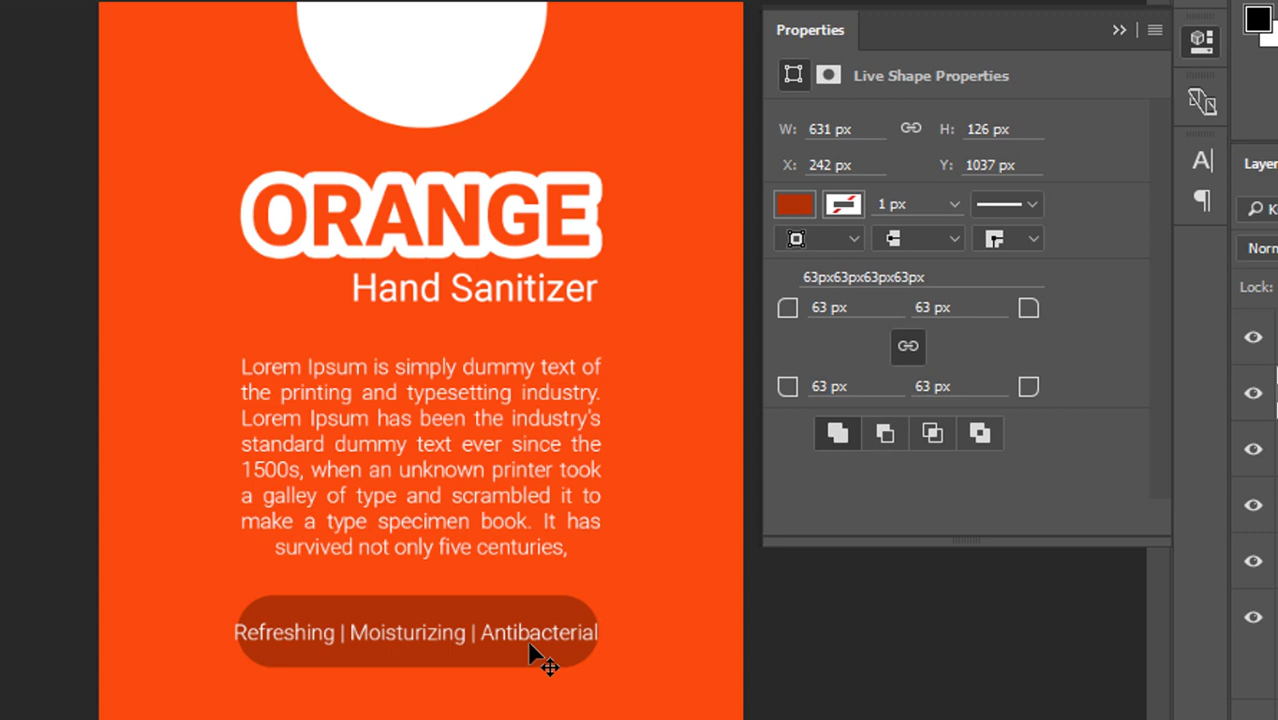 Properties
Live Shape Properties
W: 631 px H: 126 px
X: 242 px Y: 1037 px
1 px
63px63px63px63px
63 px 63 px
63 px 63 px
A|
Layer
K
Norn
Lock:
ORANGE
Hand Sanitizer
Lorem Ipsum is simply dummy text of
the printing and typesetting industry.
Lorem Ipsum has been the industry's
standard dummy text ever since the
1500s, when an unknown printer took
a galley of type and scrambled it to
make a type specimen book. It has
survived not only five centuries,
Refreshing | Moisturizing | Antibacterial